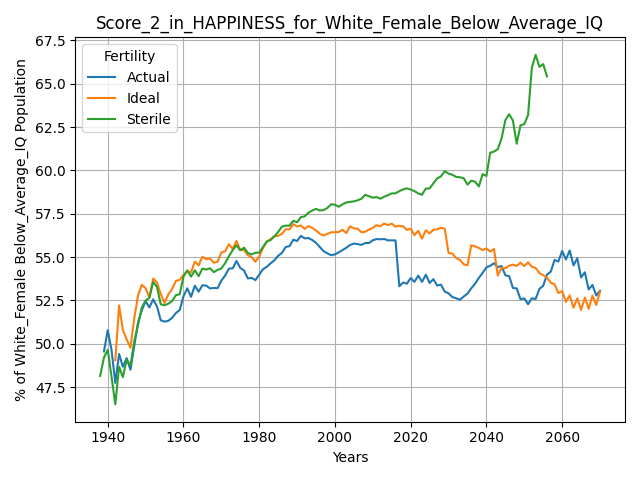 Score_2_in_HAPPINESS_for_White_Female_Below_Average_IQ
67.5
65.0
62.5
60.0
57.5
55.0
52.5
50.0
47.5
% of White_Female Below_Average_IQ Population
Fertility
Actual
Ideal
Sterile
1940 1960 1980 2000 2020 2040 2060
Years